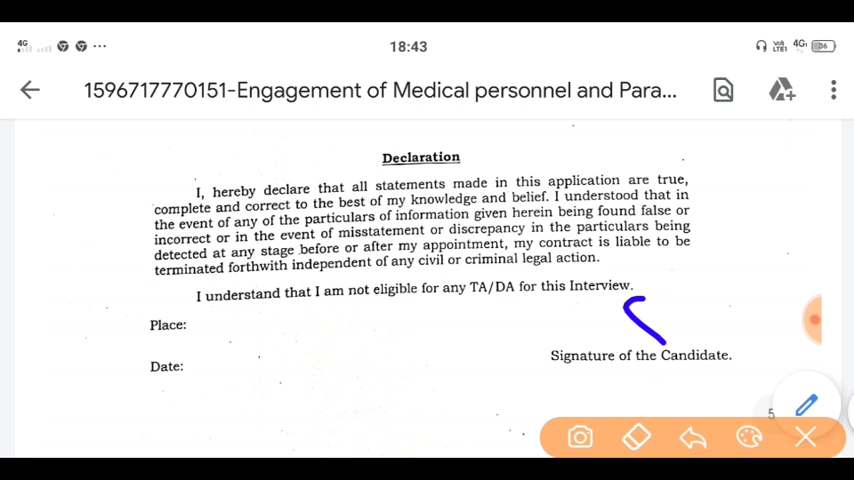 4G
18:43
Vo)
LTE1
4G
36
1596717770151-Engagement of Medical personnel and Para...
Declaration
I, hereby declare that all statements made in this application are true,
complete and correct to the best of my knowledge and belief. I understood that in
the event of any of the particulars of information given herein being found false or
incorrect or in the event of misstatement or discrepancy in the particulars being
detected at any stage before or after my appointment, my contract is liable to be
terminated forthwith independent of any civil or criminal legal action.
I understand that I am not eligible for any TA/DA for this Interview.
Place:
Date:
Signature of the Candidate.
5